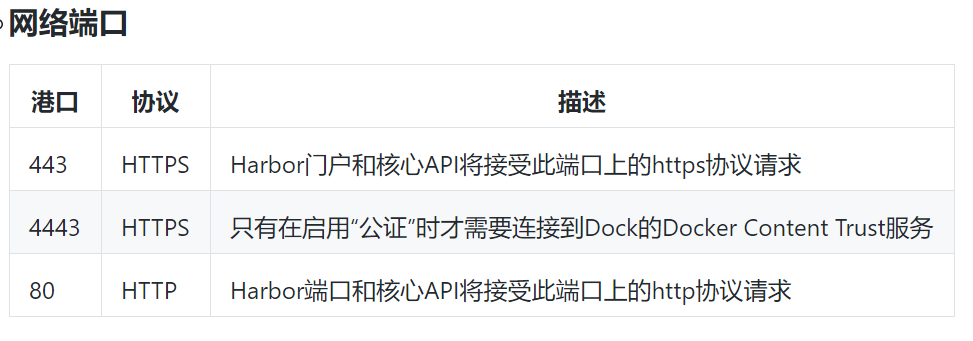 网络端口
港口 协议 描述
443 HTTPS Harbor门户和核心API将接受此端口上的https协议请求
4443 HTTPS 只有在启用“公证”时才需要连接到Dock的Docker Content Trust服务
80 HTTP Harbor端口和核心API将接受此端口上的http协议请求